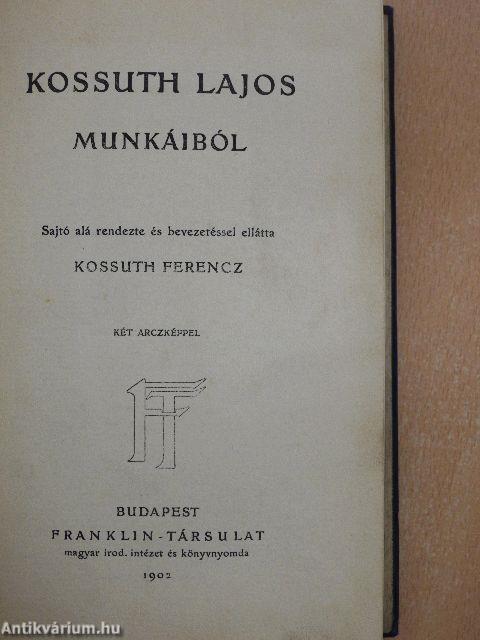 KOSSUTH LAJOS
MUNKÁIBÓL
Sajtó alá rendezte és bevezetéssel ellátta
KOSSUTH FERENCZ
KÉT ARCZKÉPPEL
FT
BUDAPEST
FRANKLIN-TÁRSULAT
magyar irod. intézet és könyvnyomda
1902
Antikvárium.hu